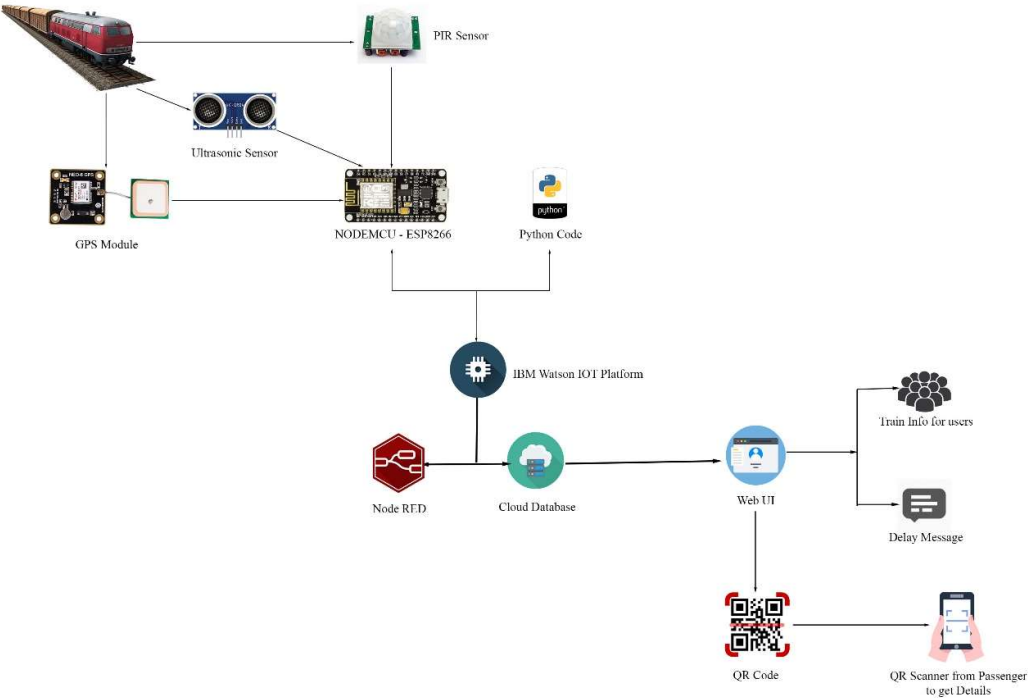 PIR Sensor
Ultrasonic Sensor
GPS Module
NODEMCU - ESP8266
python
Python Code
IBM Watson IOT Platform
Train Info for users
Node RED
Cloud Database
Web UI
Delay Message
QR Code
QR Scanner from Passenger
to get Details